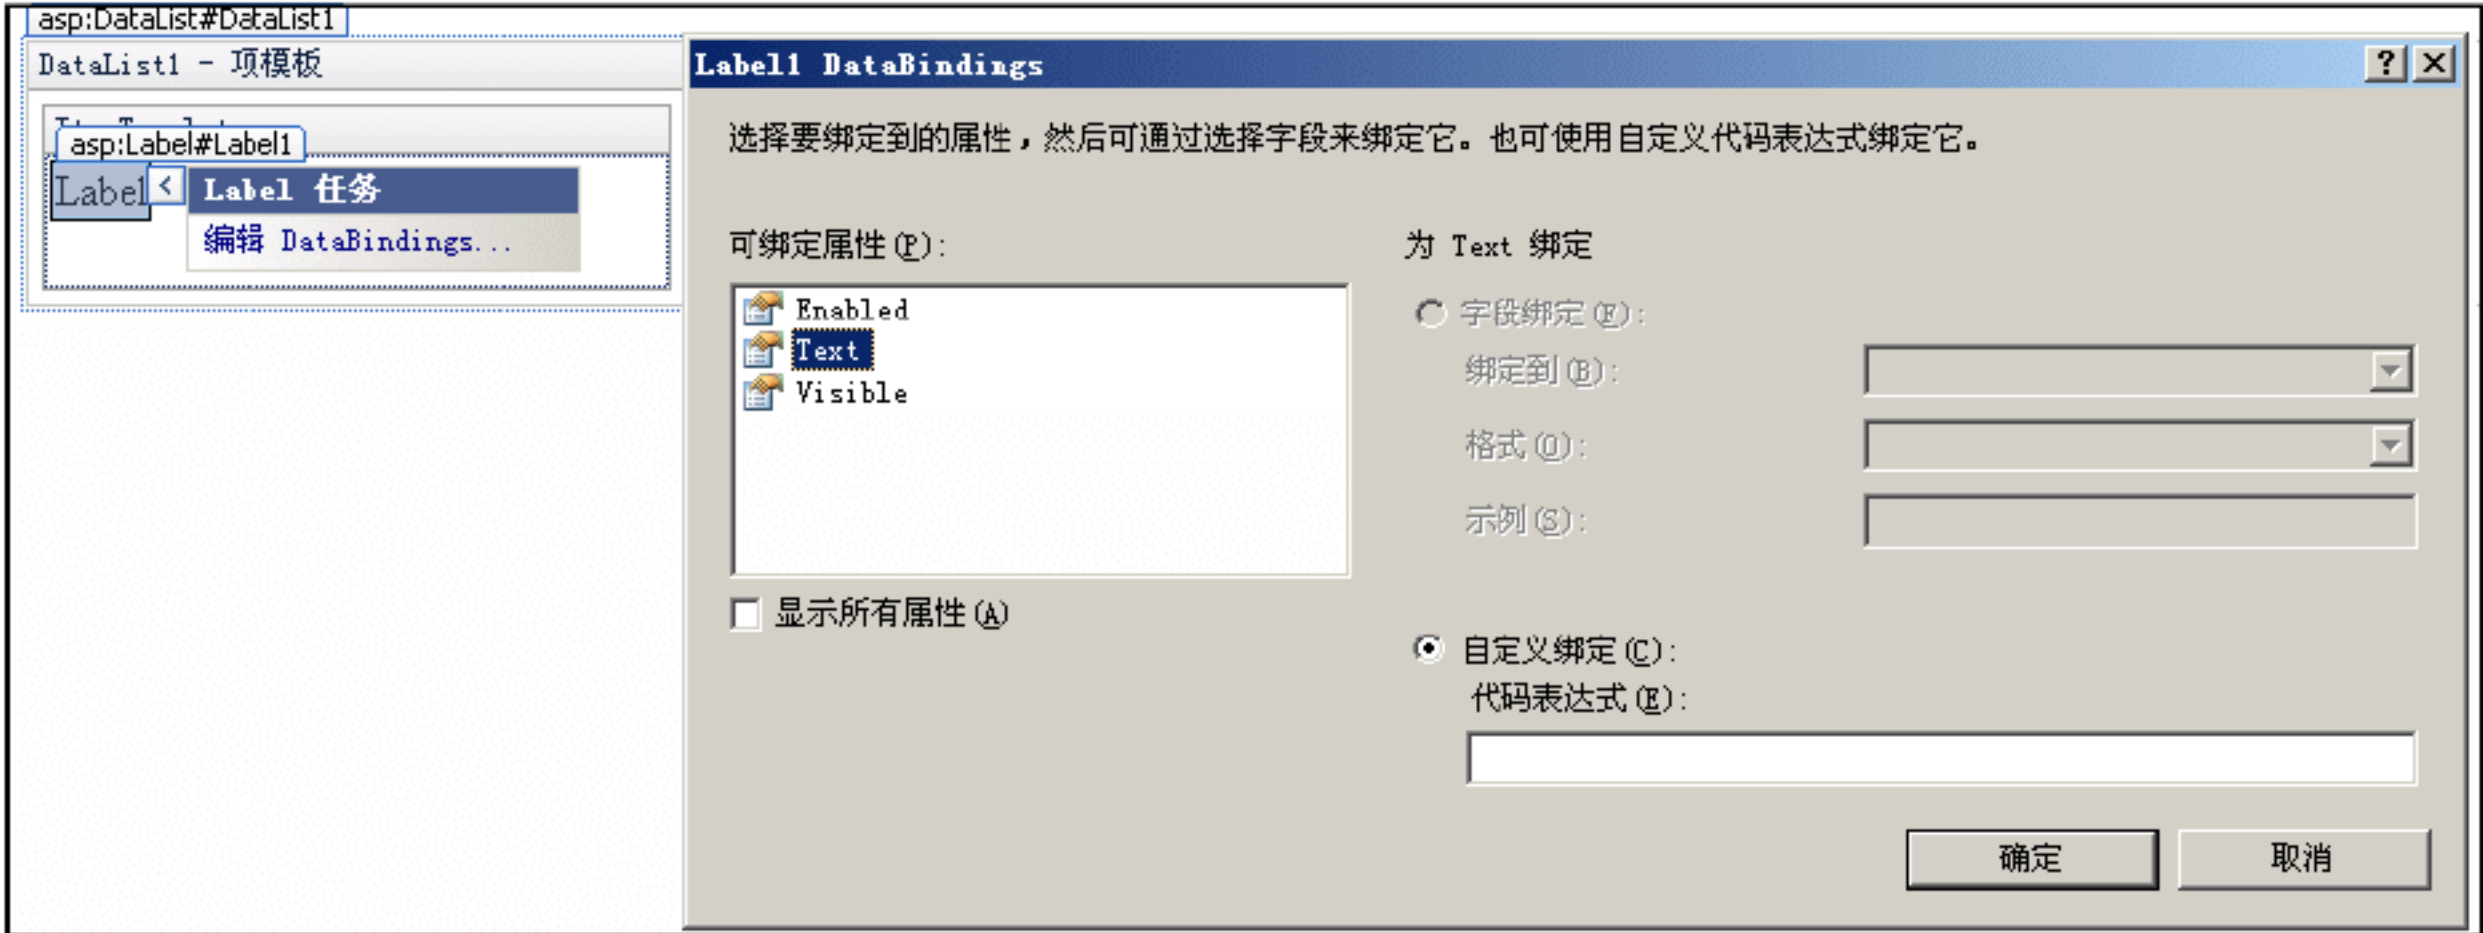 asp:DataList#DataList1
DataList1 - 项模板
asp:Label#Label1
Label
<
Label 任务
编辑 DataBindings...
Label1 DataBindings
选择要绑定到的属性，然后可通过选择字段来绑定它。也可使用自定义代码表达式绑定它。
可绑定属性(P):
Enabled
Text
Visible
显示所有属性(A)
为 Text 绑定
字段绑定(F):
绑定到(B):
格式(O):
示例(S):
自定义绑定(C):
代码表达式(E):
确定
取消